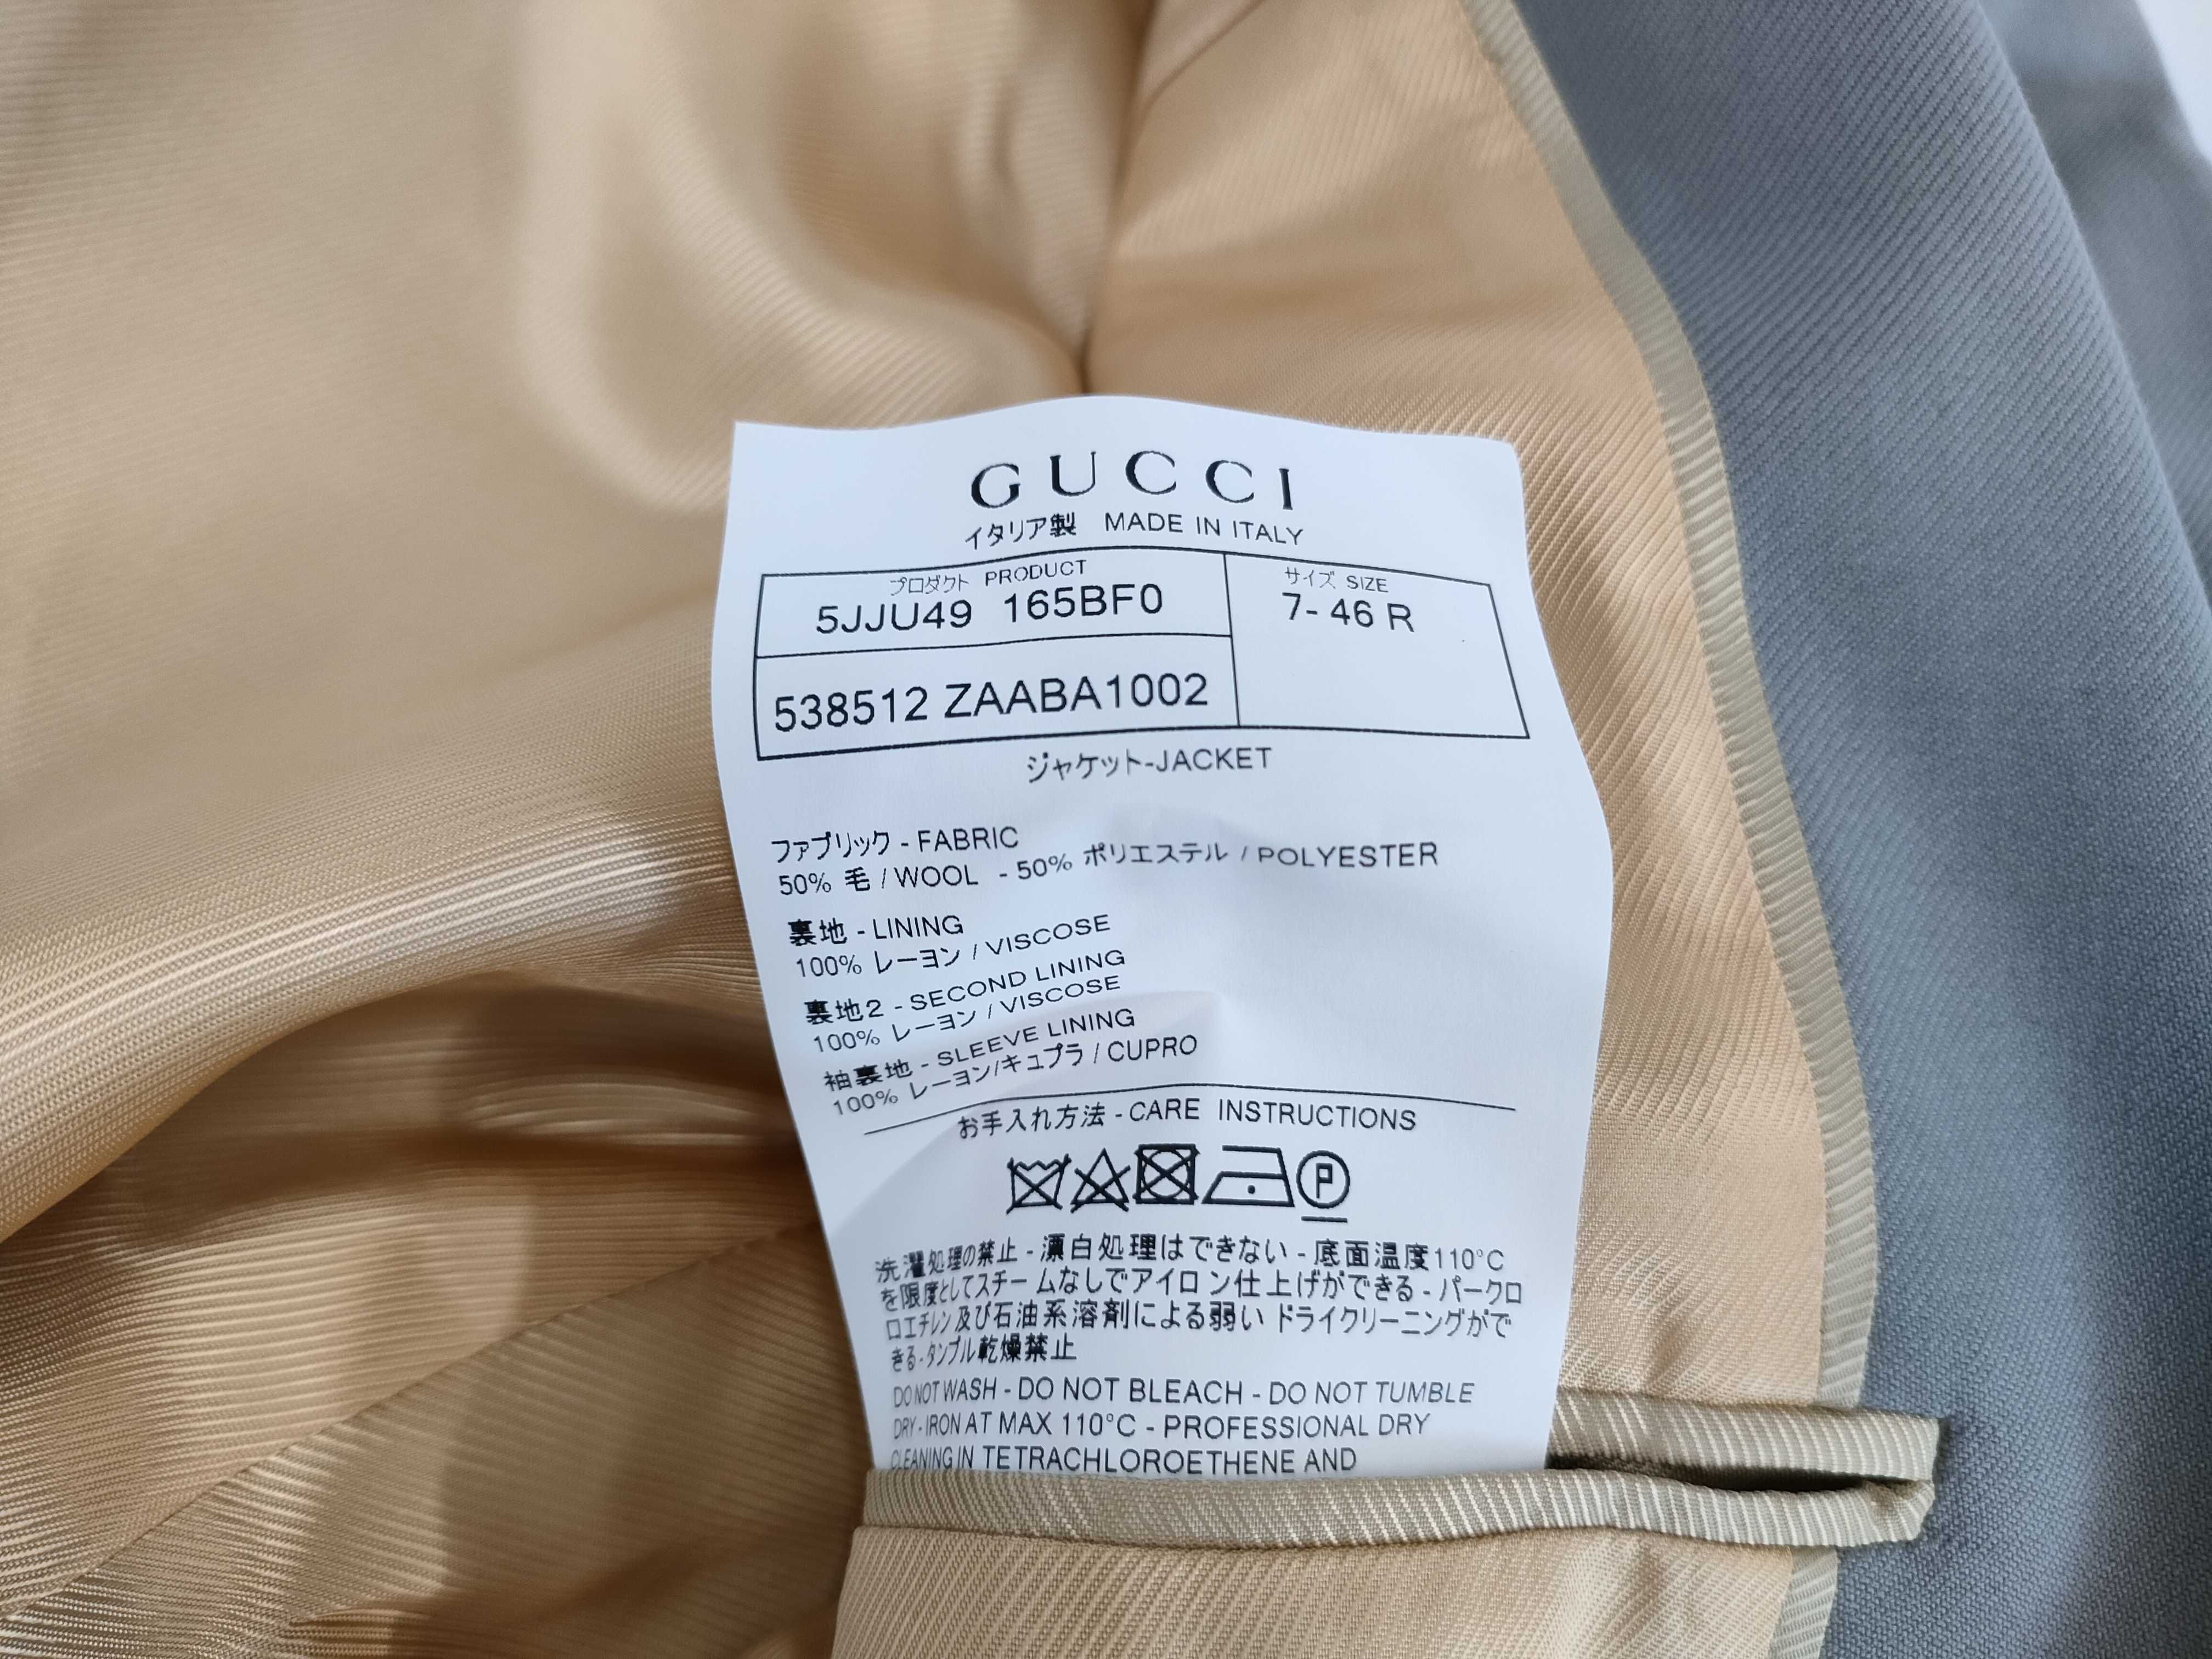 GUCCI
イタリア製 MADE IN ITALY
プロダクト PRODUCT
5JJU49 165BF0
サイズ SIZE
7- 46 R
538512 ZAABA1002
ジャケット-JACKET
ファブリック - FABRIC
50% 毛 / WOOL - 50% ポリエステル / POLYESTER
裏地 - LINING
100% レーヨン / VISCOSE
裏地2 - SECOND LINING
100% レーヨン / VISCOSE
袖裏地 - SLEEVE LINING
100% レーヨン/キュプラ / CUPRO
お手入れ方法 - CARE INSTRUCTIONS
P
洗濯処理の禁止 - 漂白処理はできない - 底面温度110°C
を限度としてスチームなしでアイロン仕上げができる - パークロ
ロエチレン及び石油系溶剤による弱い ドライクリーニングがで
きる-タンブル乾燥禁止
DO NOT WASH - DO NOT BLEACH - DO NOT TUMBLE
DRY - IRON AT MAX 110°C - PROFESSIONAL DRY
CLEANING IN TETRACHLOROETHENE AND